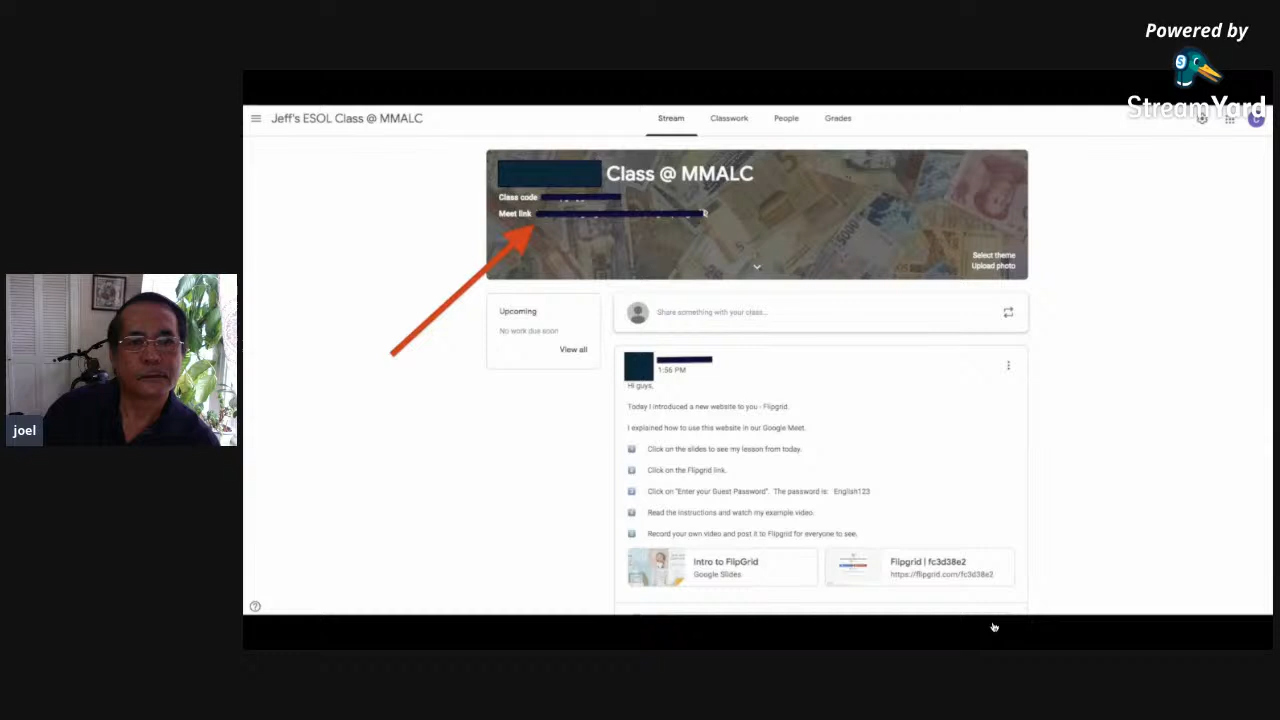 Powered by
StreamYard
Jeff's ESOL Class @ MMALC
Stream
Classwork
People
Grades
C
Class @ MMALC
Class code
Meet link
Select theme
Upload photo
Upcoming
No work due soon
View all
Share something with your class...
1:56 PM
Hi guys,
Today I introduced a new website to you - Flipgrid.
I explained how to use this website in our Google Meet.
1 Click on the slides to see my lesson from today.
2 Click on the Flipgrid link.
3 Click on "Enter your Guest Password". The password is: English123
4 Read the instructions and watch my example video.
5 Record your own video and post it to Flipgrid for everyone to see.
Intro to FlipGrid
Google Slides
Flipgrid | fc3d38e2
https://flipgrid.com/fc3d38e2
joel